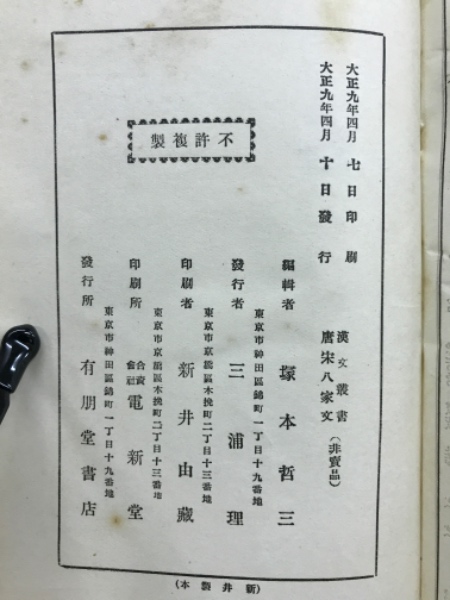 大正九年四月七日印刷
大正九年四月十日發行
漢文叢書
唐宋八家文
（非賣品）
不許複製
編輯者 塚本哲三
東京市神田區錦町一丁目十九番地
發行者 三浦理
東京市京橋區木挽町二丁目十三番地
印刷者 新井由藏
東京市京橋區木挽町二丁目十三番地
印刷所 合資會社 電新堂
東京市神田區錦町一丁目十九番地
發行所 有朋堂書店
（新井製本）